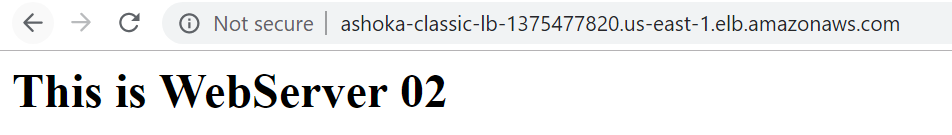 Not secure | ashoka-classic-lb-1375477820.us-east-1.elb.amazonaws.com
This is WebServer 02